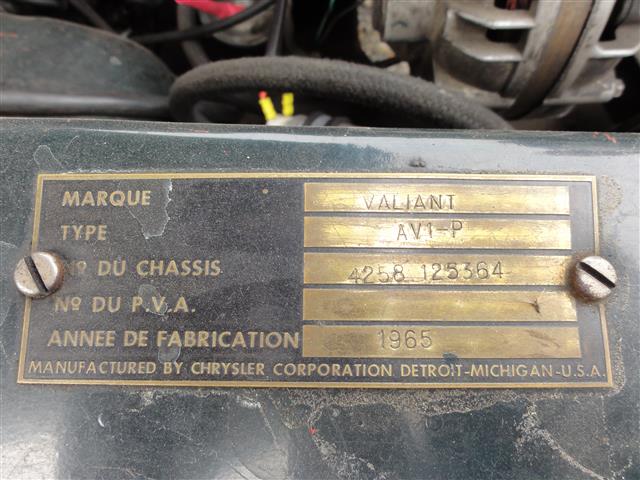 MARQUE VALIANT
TYPE AV1-P
Nº DU CHASSIS 4258 125364
Nº DU P.V.A.
ANNEE DE FABRICATION 1965
MANUFACTURED BY CHRYSLER CORPORATION DETROIT-MICHIGAN-U.S.A.